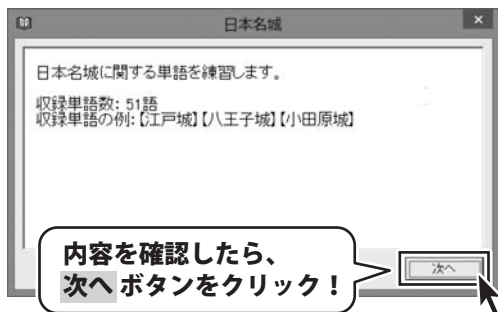 日本名城
日本名城に関する単語を練習します。
収録単語数: 51語
収録単語の例:【江戸城】【八王子城】【小田原城】
内容を確認したら、
次へ ボタンをクリック！
次へ